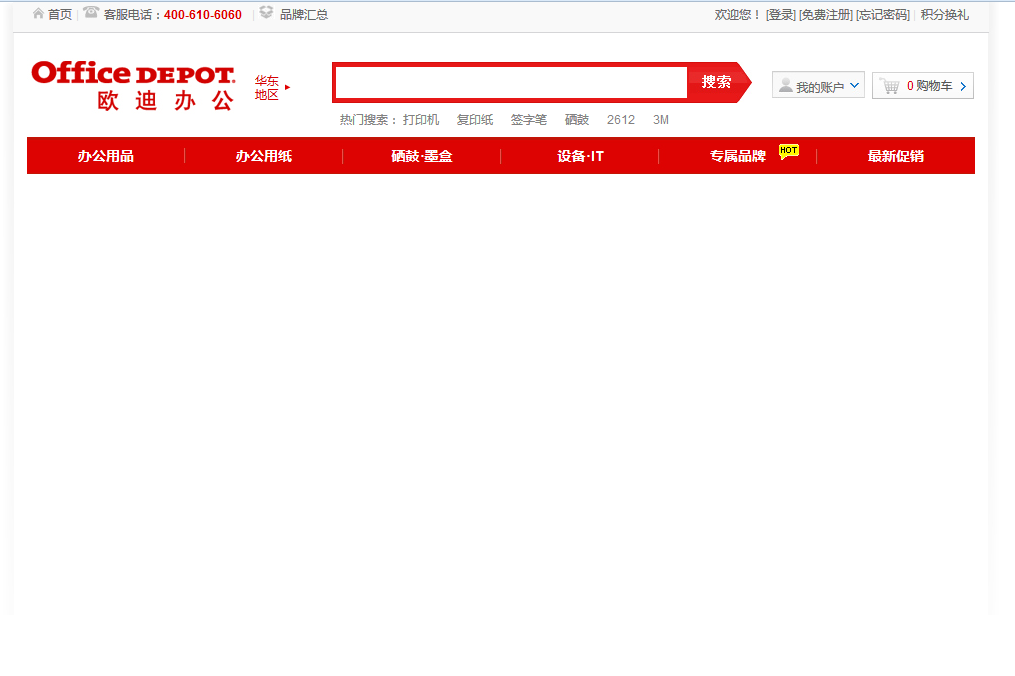 首页 客服电话：400-610-6060 品牌汇总 欢迎您！ [登录] [免费注册] [忘记密码] 积分换礼
Office DEPOT.
欧迪办公
华东
地区
搜索
我的账户
0 购物车
热门搜索： 打印机 复印纸 签字笔 硒鼓 2612 3M
办公用品 办公用纸 硒鼓·墨盒 设备·IT 专属品牌 HOT 最新促销